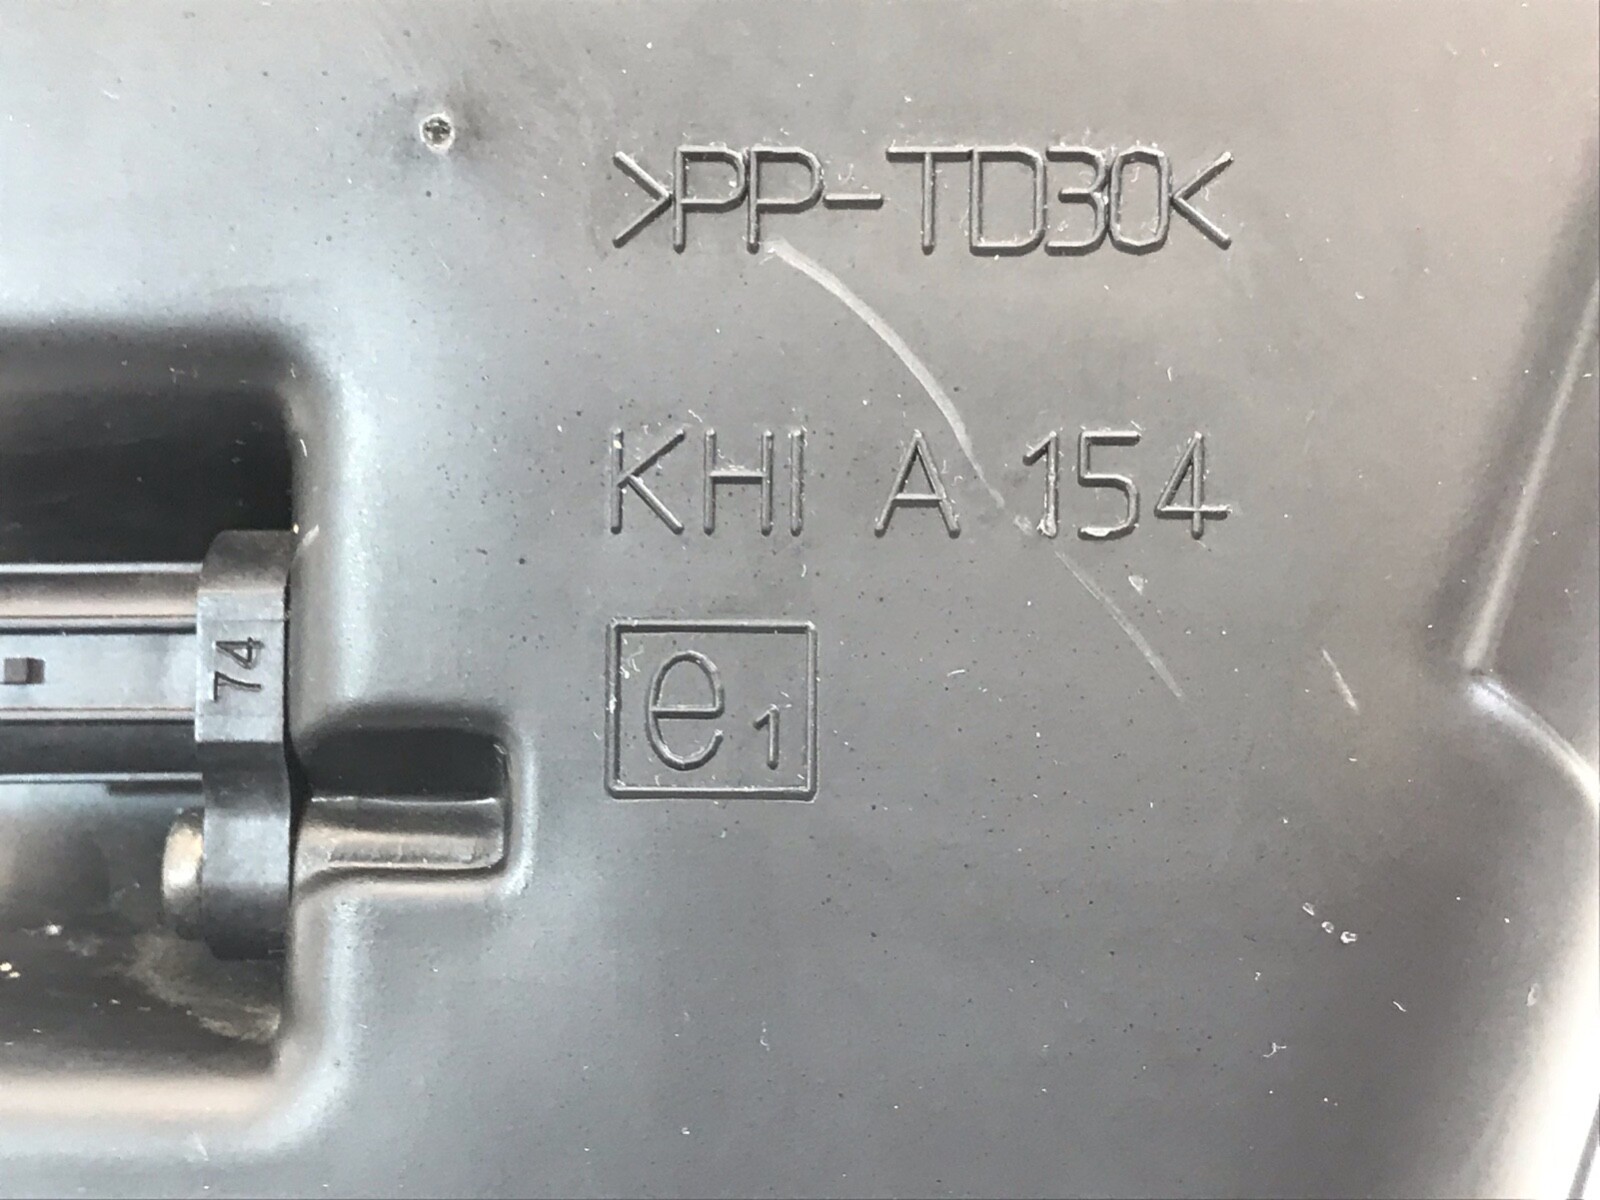 >PP-TD30<
KHI A 154
e1
74